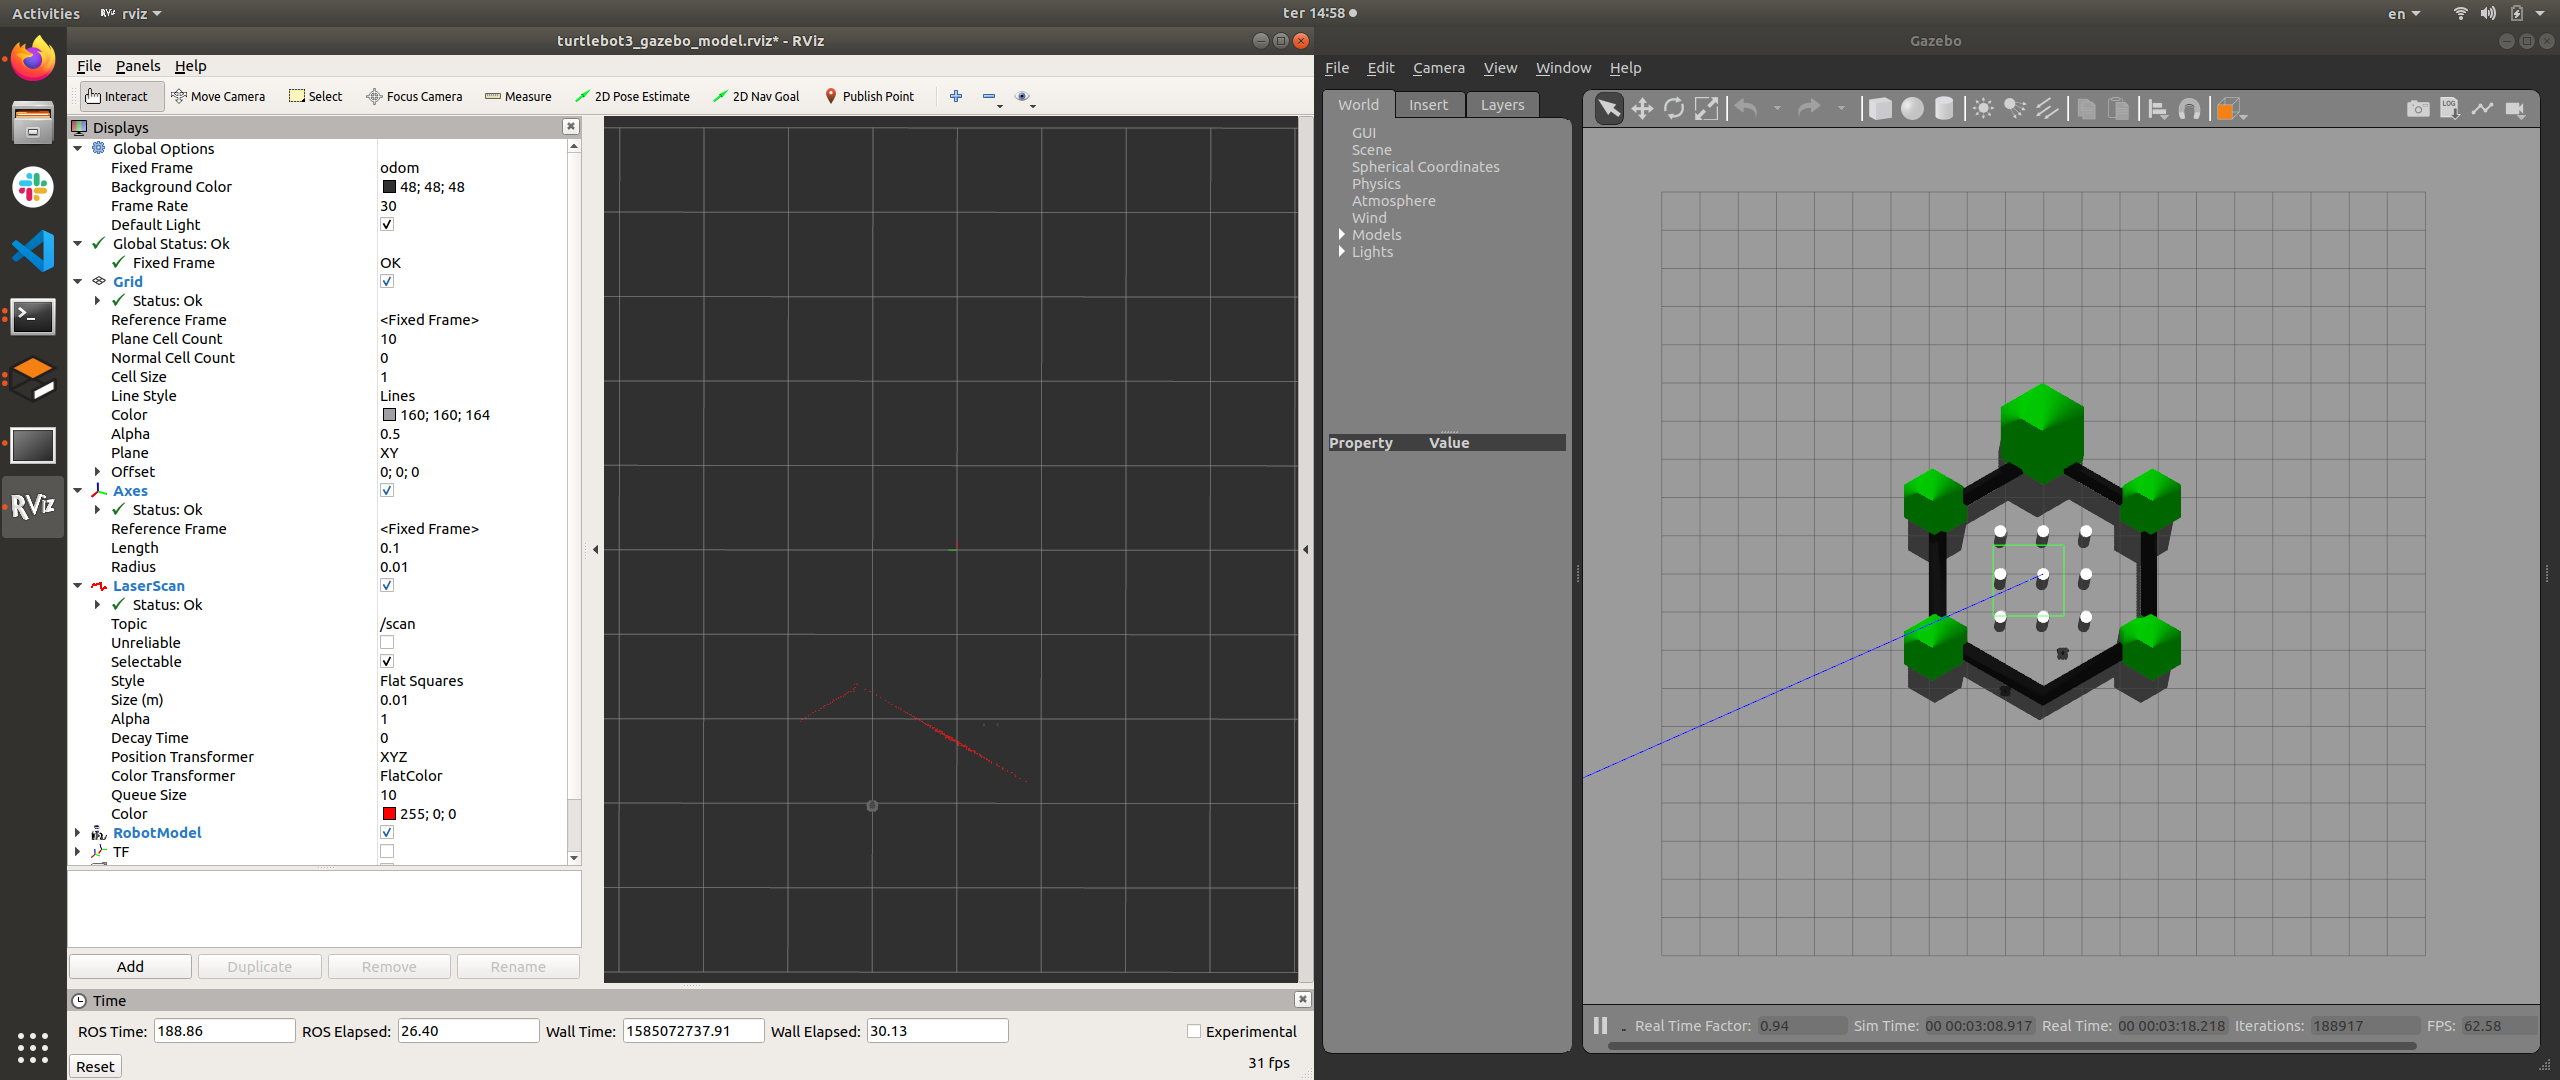 Activities rviz ter 14:58 en
turtlebot3_gazebo_model.rviz* - RViz
File Panels Help
Interact Move Camera Select Focus Camera Measure 2D Pose Estimate 2D Nav Goal Publish Point
Displays
Global Options
Fixed Frame odom
Background Color 48; 48; 48
Frame Rate 30
Default Light
Global Status: Ok
Fixed Frame OK
Grid
Status: Ok
Reference Frame <Fixed Frame>
Plane Cell Count 10
Normal Cell Count 0
Cell Size 1
Line Style Lines
Color 160; 160; 164
Alpha 0.5
Plane XY
Offset 0; 0; 0
Axes
Status: Ok
Reference Frame <Fixed Frame>
Length 0.1
Radius 0.01
LaserScan
Status: Ok
Topic /scan
Unreliable
Selectable
Style Flat Squares
Size (m) 0.01
Alpha 1
Decay Time 0
Position Transformer XYZ
Color Transformer FlatColor
Queue Size 10
Color 255; 0; 0
RobotModel
TF
Add Duplicate Remove Rename
Time
ROS Time: 188.86 ROS Elapsed: 26.40 Wall Time: 1585072737.91 Wall Elapsed: 30.13 Experimental
Reset 31 fps
RViz
Gazebo
File Edit Camera View Window Help
World Insert Layers
LOG
GUI
Scene
Spherical Coordinates
Physics
Atmosphere
Wind
Models
Lights
Property Value
Real Time Factor: 0.94 Sim Time: 00 00:03:08.917 Real Time: 00 00:03:18.218 Iterations: 188917 FPS: 62.58